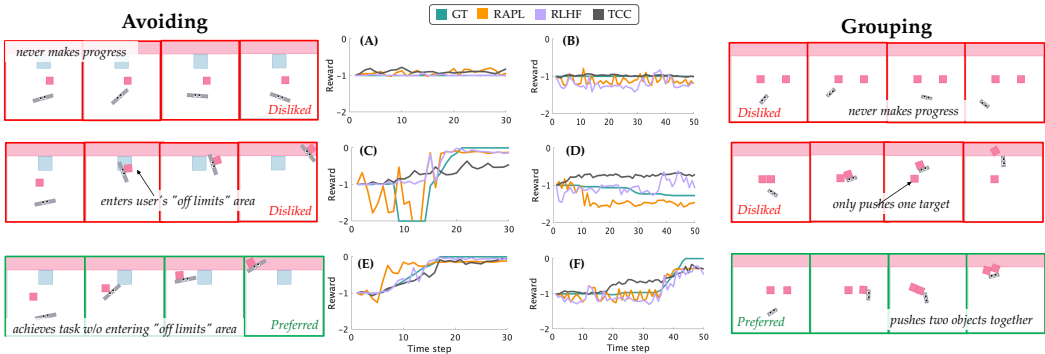 GT RAPL RLHF TCC
Avoiding
Grouping
never makes progress
Disliked
(A)
Reward
0
-1
-2
0 10 20 30
(B)
Reward
0
-1
-2
0 10 20 30 40 50
Disliked
never makes progress
enters user's "off limits" area
Disliked
(C)
Reward
0
-1
-2
0 10 20 30
(D)
Reward
0
-1
-2
0 10 20 30 40 50
Disliked
only pushes one target
achieves task w/o entering "off limits" area
Preferred
(E)
Reward
0
-1
-2
0 10 20 30
Time step
(F)
Reward
0
-1
-2
0 10 20 30 40 50
Time step
Preferred
pushes two objects together